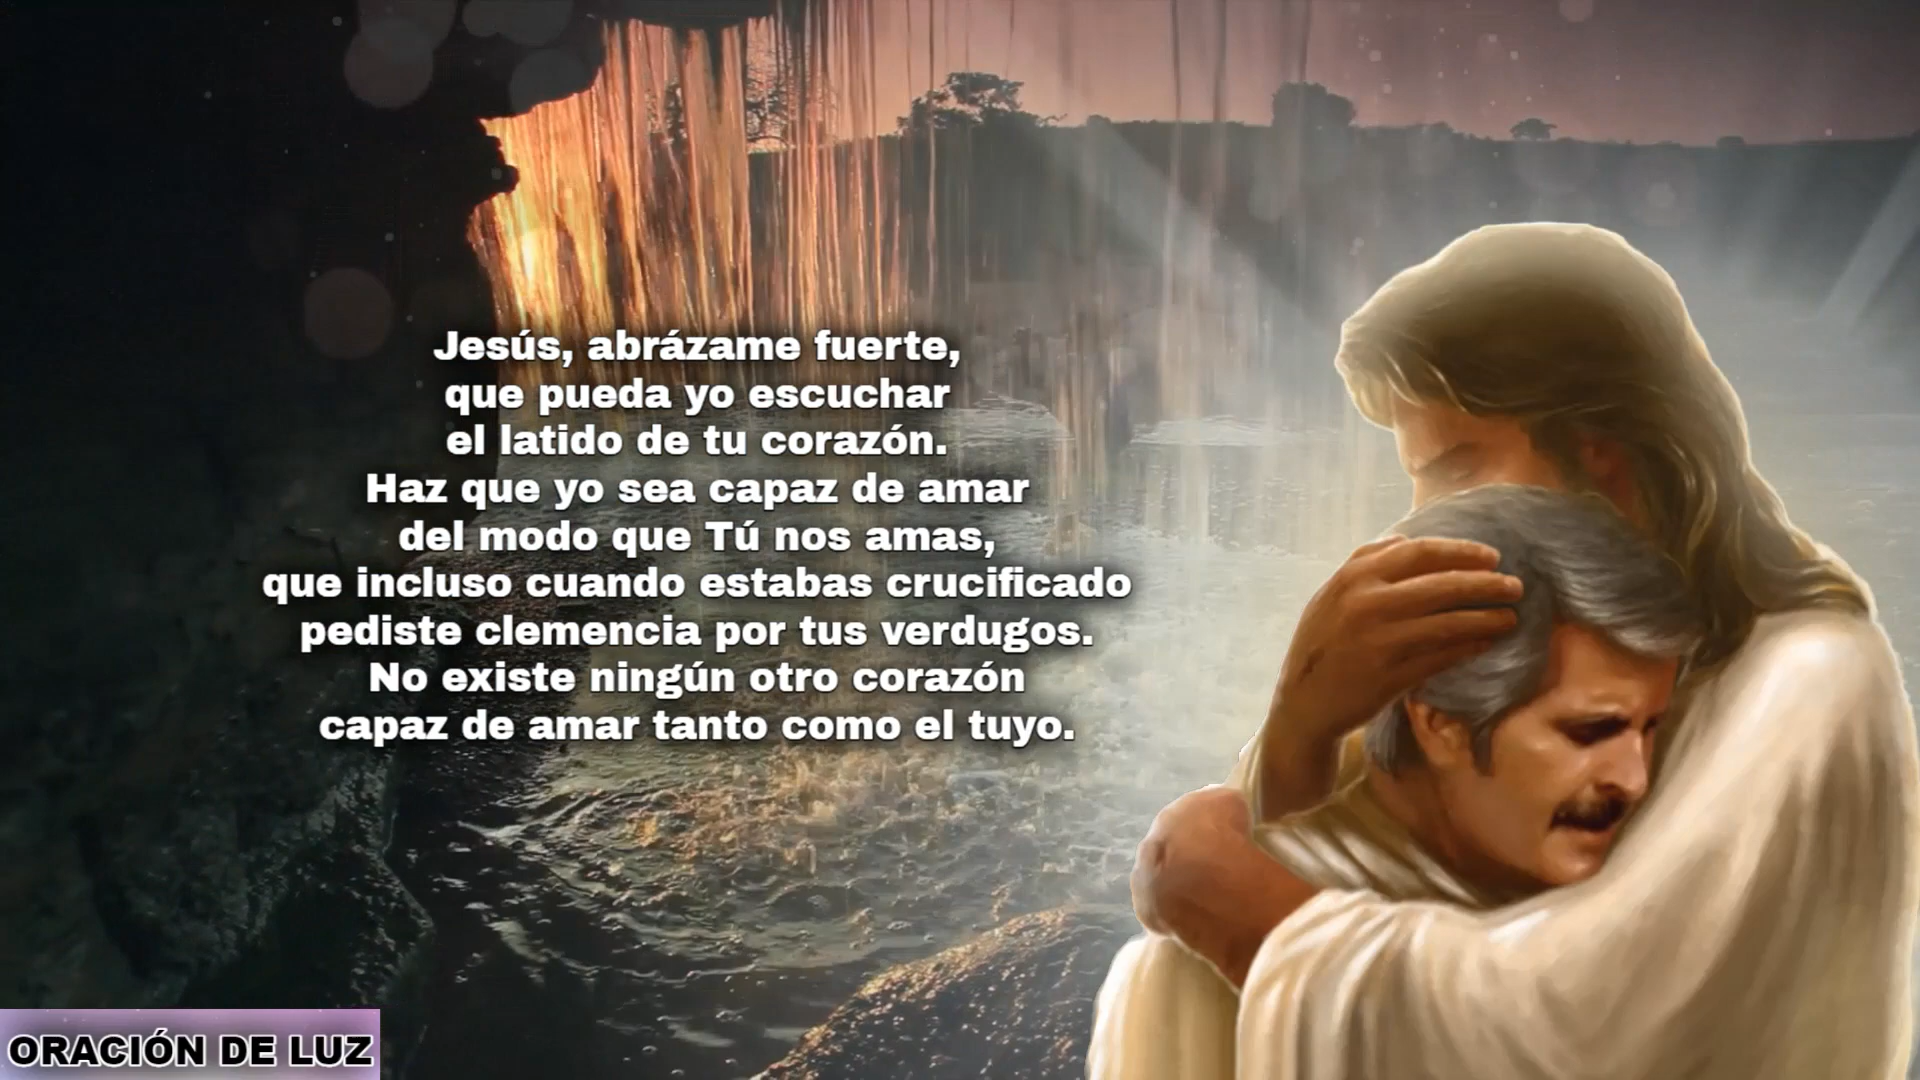 Jesús, abrázame fuerte,
que pueda yo escuchar
el latido de tu corazón.
Haz que yo sea capaz de amar
del modo que Tú nos amas,
que incluso cuando estabas crucificado
pediste clemencia por tus verdugos.
No existe ningún otro corazón
capaz de amar tanto como el tuyo.
ORACIÓN DE LUZ